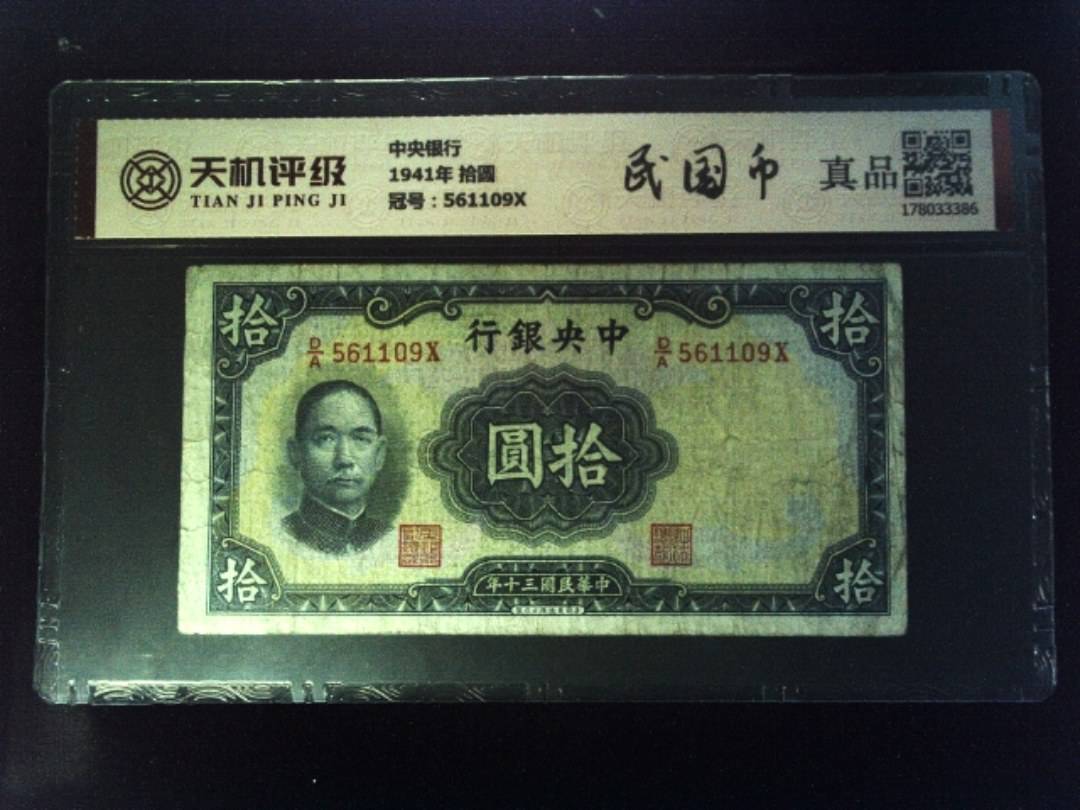 天机评级
TIAN JI PING JI
中央银行
1941年 拾圆
冠号：561109X
民国币
真品
178033386
拾
拾
行銀央中
D/A 561109X
D/A 561109X
圓拾
拾
拾
年十三國民華中